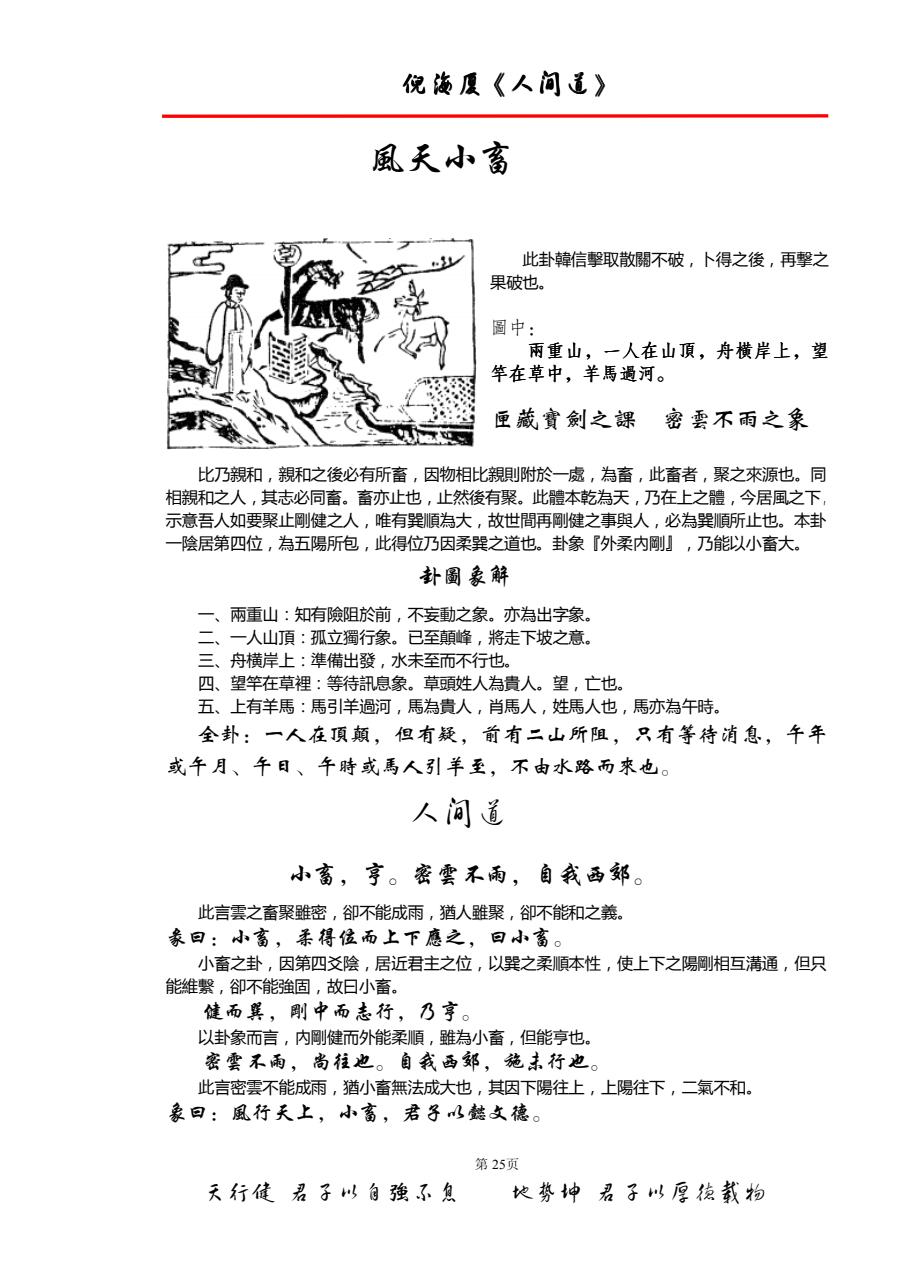 倪海厦《人间道》
風天小畜
此卦韓信擊取散關不破，卜得之後，再擊之
果破也。
圖中：
兩重山，一人在山頂，舟橫岸上，望
竿在草中，羊馬過河。
匣藏寶劍之課　密雲不雨之象
比乃親和，親和之後必有所畜，因物相比親則附於一處，為畜，此畜者，聚之來源也。同
相親和之人，其志必同畜。畜亦止也，止然後有聚。此體本乾為天，乃在上之體，今居風之下，
示意吾人如要聚止剛健之人，唯有巽順為大，故世間再剛健之事與人，必為巽順所止也。本卦
一陰居第四位，為五陽所包，此得位乃因柔巽之道也。卦象『外柔內剛』，乃能以小畜大。
卦圖象解
一、兩重山：知有險阻於前，不妄動之象。亦為出字象。
二、一人山頂：孤立獨行象。已至顛峰，將走下坡之意。
三、舟橫岸上：準備出發，水未至而不行也。
四、望竿在草裡：等待訊息象。草頭姓人為貴人。望，亡也。
五、上有羊馬：馬引羊過河，馬為貴人，肖馬人，姓馬人也，馬亦為午時。
全卦：一人在頂顛，但有疑，前有二山所阻，只有等待消息，午年
或午月、午日、午時或馬人引羊至，不由水路而來也。
人间道
小畜，亨。密雲不雨，自我西郊。
此言雲之畜聚雖密，卻不能成雨，猶人雖聚，卻不能和之義。
彖曰：小畜，柔得位而上下應之，曰小畜。
小畜之卦，因第四爻陰，居近君主之位，以巽之柔順本性，使上下之陽剛相互溝通，但只
能維繫，卻不能強固，故曰小畜。
健而巽，剛中而志行，乃亨。
以卦象而言，內剛健而外能柔順，雖為小畜，但能亨也。
密雲不雨，尚往也。自我西郊，施未行也。
此言密雲不能成雨，猶小畜無法成大也，其因下陽往上，上陽往下，二氣不和。
象曰：風行天上，小畜，君子以懿文德。
第 25页
天行健 君子以自強不息　　地勢坤 君子以厚德載物